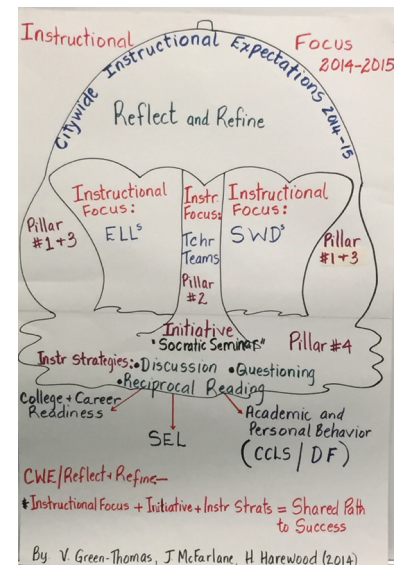 Instructional Focus
2014-2015
Citywide Instructional Expectations 2014-15
Reflect and Refine
Instructional
Focus:
ELLs
Instr
Focus:
Tchr
Teams
Pillar
#2
Instructional
Focus:
SWDs
Pillar
#1+3
Pillar
#1+3
Initiative
"Socratic Seminars"
Pillar #4
Instr Strategies: •Discussion •Questioning
•Reciprocal Reading
College + Career
Readiness
SEL
Academic and
Personal Behavior
(CCLS / DF)
CWE/Reflect + Refine—
*Instructional Focus + Initiative + Instr Strats = Shared Path
to Success
By V. Green-Thomas, J McFarlane, H. Harewood (2014)